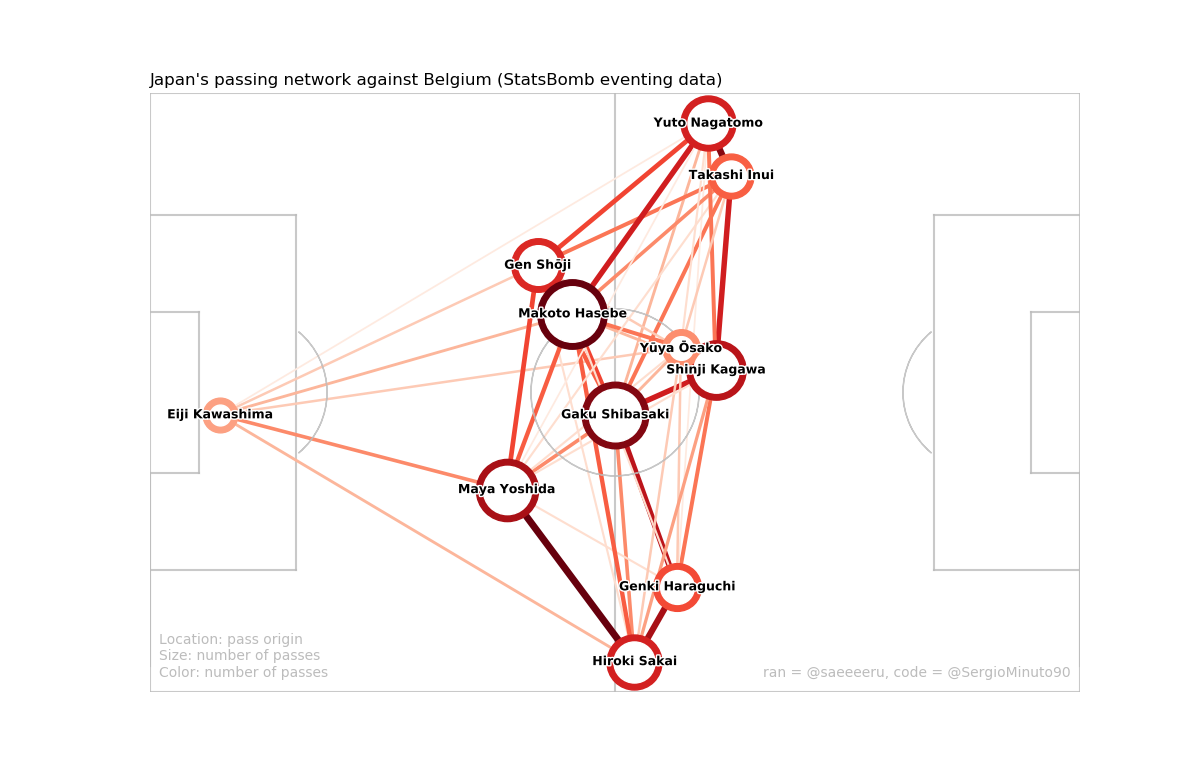 Japan's passing network against Belgium (StatsBomb eventing data)
Yuto Nagatomo
Takashi Inui
Gen Shōji
Makoto Hasebe
Yūya Ōsako
Shinji Kagawa
Eiji Kawashima
Gaku Shibasaki
Maya Yoshida
Genki Haraguchi
Hiroki Sakai
Location: pass origin
Size: number of passes
Color: number of passes
ran = @saeeeeru, code = @SergioMinuto90